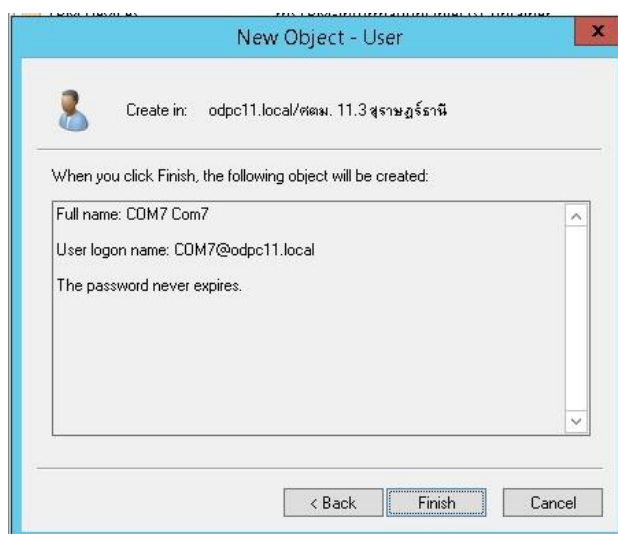 New Object - User
x
Create in: odpc11.local/ศตม. 11.3 สุราษฎร์ธานี
When you click Finish, the following object will be created:
Full name: COM7 Com7
User logon name: COM7@odpc11.local
The password never expires.
< Back Finish Cancel